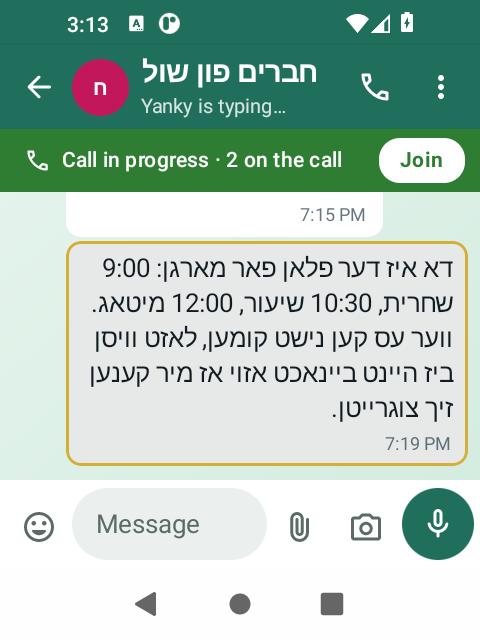 3:13
חברים פון שול
ח
Yanky is typing…
Call in progress · 2 on the call
Join
7:15 PM
דא איז דער פלאן פאר מארגן: 9:00
שחרית, 10:30 שיעור, 12:00 מיטאג.
ווער עס קען נישט קומען, לאזט וויסן
ביז היינט ביינאכט אזוי אז מיר קענען
זיך צוגרייטן.
7:19 PM
Message